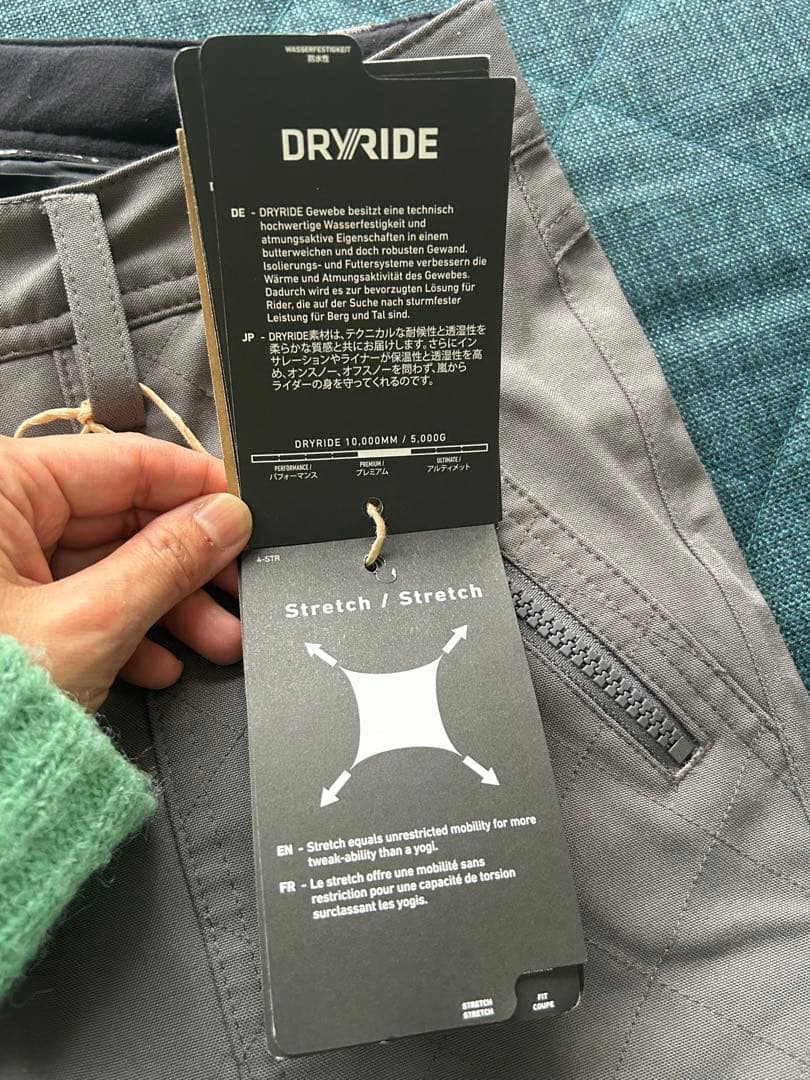 WASSERFESTIGKEIT
防水性
DRYRIDE
DE - DRYRIDE Gewebe besitzt eine technisch
hochwertige Wasserfestigkeit und
atmungsaktive Eigenschaften in einem
butterweichen und doch robusten Gewand.
Isolierungs- und Futtersysteme verbessern die
Wärme und Atmungsaktivität des Gewebes.
Dadurch wird es zur bevorzugten Lösung für
Rider, die auf der Suche nach sturmfester
Leistung für Berg und Tal sind.
JP - DRYRIDE素材は、テクニカルな耐候性と透湿性を
柔らかな質感と共にお届けします。さらにイン
サレーションやライナーが保温性と透湿性を高
め、オンスノー、オフスノーを問わず、嵐から
ライダーの身を守ってくれるのです。
DRYRIDE 10,000MM / 5,000G
PERFORMANCE / PREMIUM / ULTIMATE /
パフォーマンス プレミアム アルティメット
4-STR
Stretch / Stretch
EN - Stretch equals unrestricted mobility for more
tweak-ability than a yogi.
FR - Le stretch offre une mobilité sans
restriction pour une capacité de torsion
surclassant les yogis.
STRETCH FIT
STRETCH COUPE